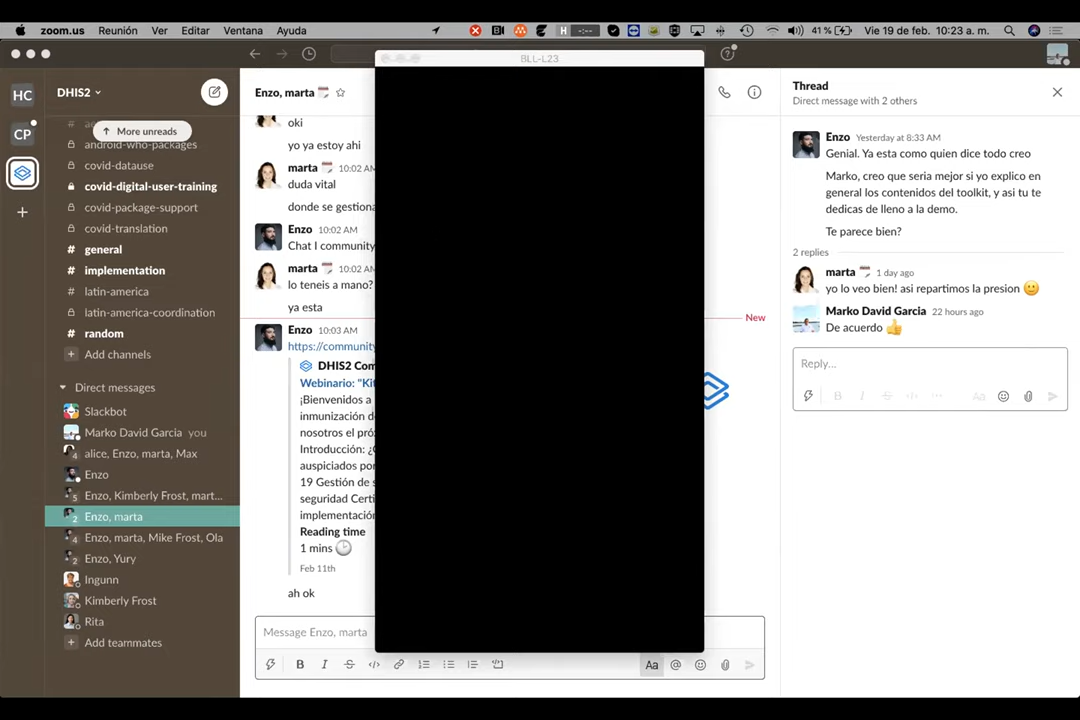 zoom.us Reunión Ver Editar Ventana Ayuda
H -:-- 41 % Vie 19 de feb. 10:23 a. m.
BLL-L23
HC
CP
DHIS2
More unreads
android-who-packages
covid-datause
covid-digital-user-training
covid-package-support
covid-translation
# general
# implementation
# latin-america
# latin-america-coordination
# random
+ Add channels
Direct messages
Slackbot
Marko David Garcia you
4 alice, Enzo, marta, Max
Enzo
5 Enzo, Kimberly Frost, mart...
2 Enzo, marta
4 Enzo, marta, Mike Frost, Ola
2 Enzo, Yury
Ingunn
Kimberly Frost
Rita
+ Add teammates
Enzo, marta
oki
yo ya estoy ahi
marta 10:02 AM
duda vital
donde se gestiona
Enzo 10:02 AM
Chat I community
marta 10:02 AM
lo teneis a mano?
ya esta
New
Enzo 10:03 AM
https://community
DHIS2 Com
Webinario: "Kit
¡Bienvenidos a
inmunización d
nosotros el pró
Introducción: ¿
auspiciados por
19 Gestión de s
seguridad Certi
implementación
Reading time
1 mins
Feb 11th
ah ok
Message Enzo, marta
B I S Aa @
Thread
Direct message with 2 others
Enzo Yesterday at 8:33 AM
Genial. Ya esta como quien dice todo creo
Marko, creo que seria mejor si yo explico en
general los contenidos del toolkit, y asi tu te
dedicas de lleno a la demo.
Te parece bien?
2 replies
marta 1 day ago
yo lo veo bien! asi repartimos la presion
Marko David Garcia 22 hours ago
De acuerdo
Reply...
B I S Aa